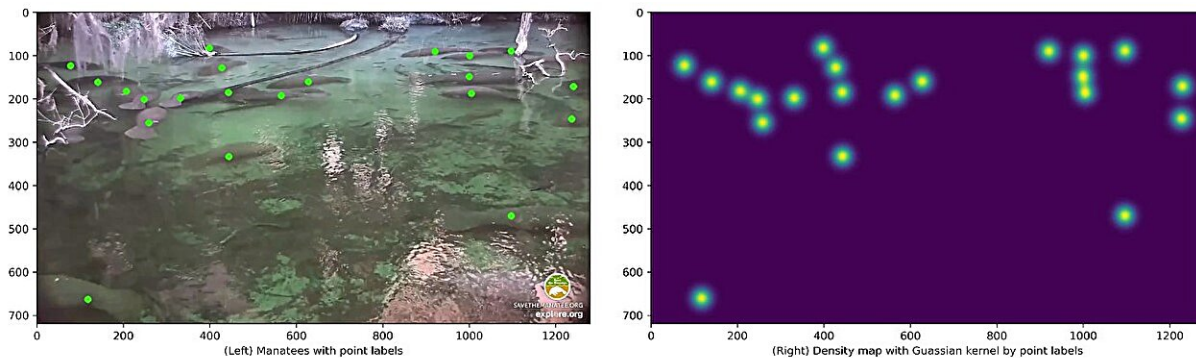 0
100
200
300
400
500
600
700
0 200 400 600 800 1000 1200
SAVETHEMANATEE.ORG
explore.org
(Left) Manatees with point labels
0
100
200
300
400
500
600
700
0 200 400 600 800 1000 1200
(Right) Density map with Guassian kernel by point labels